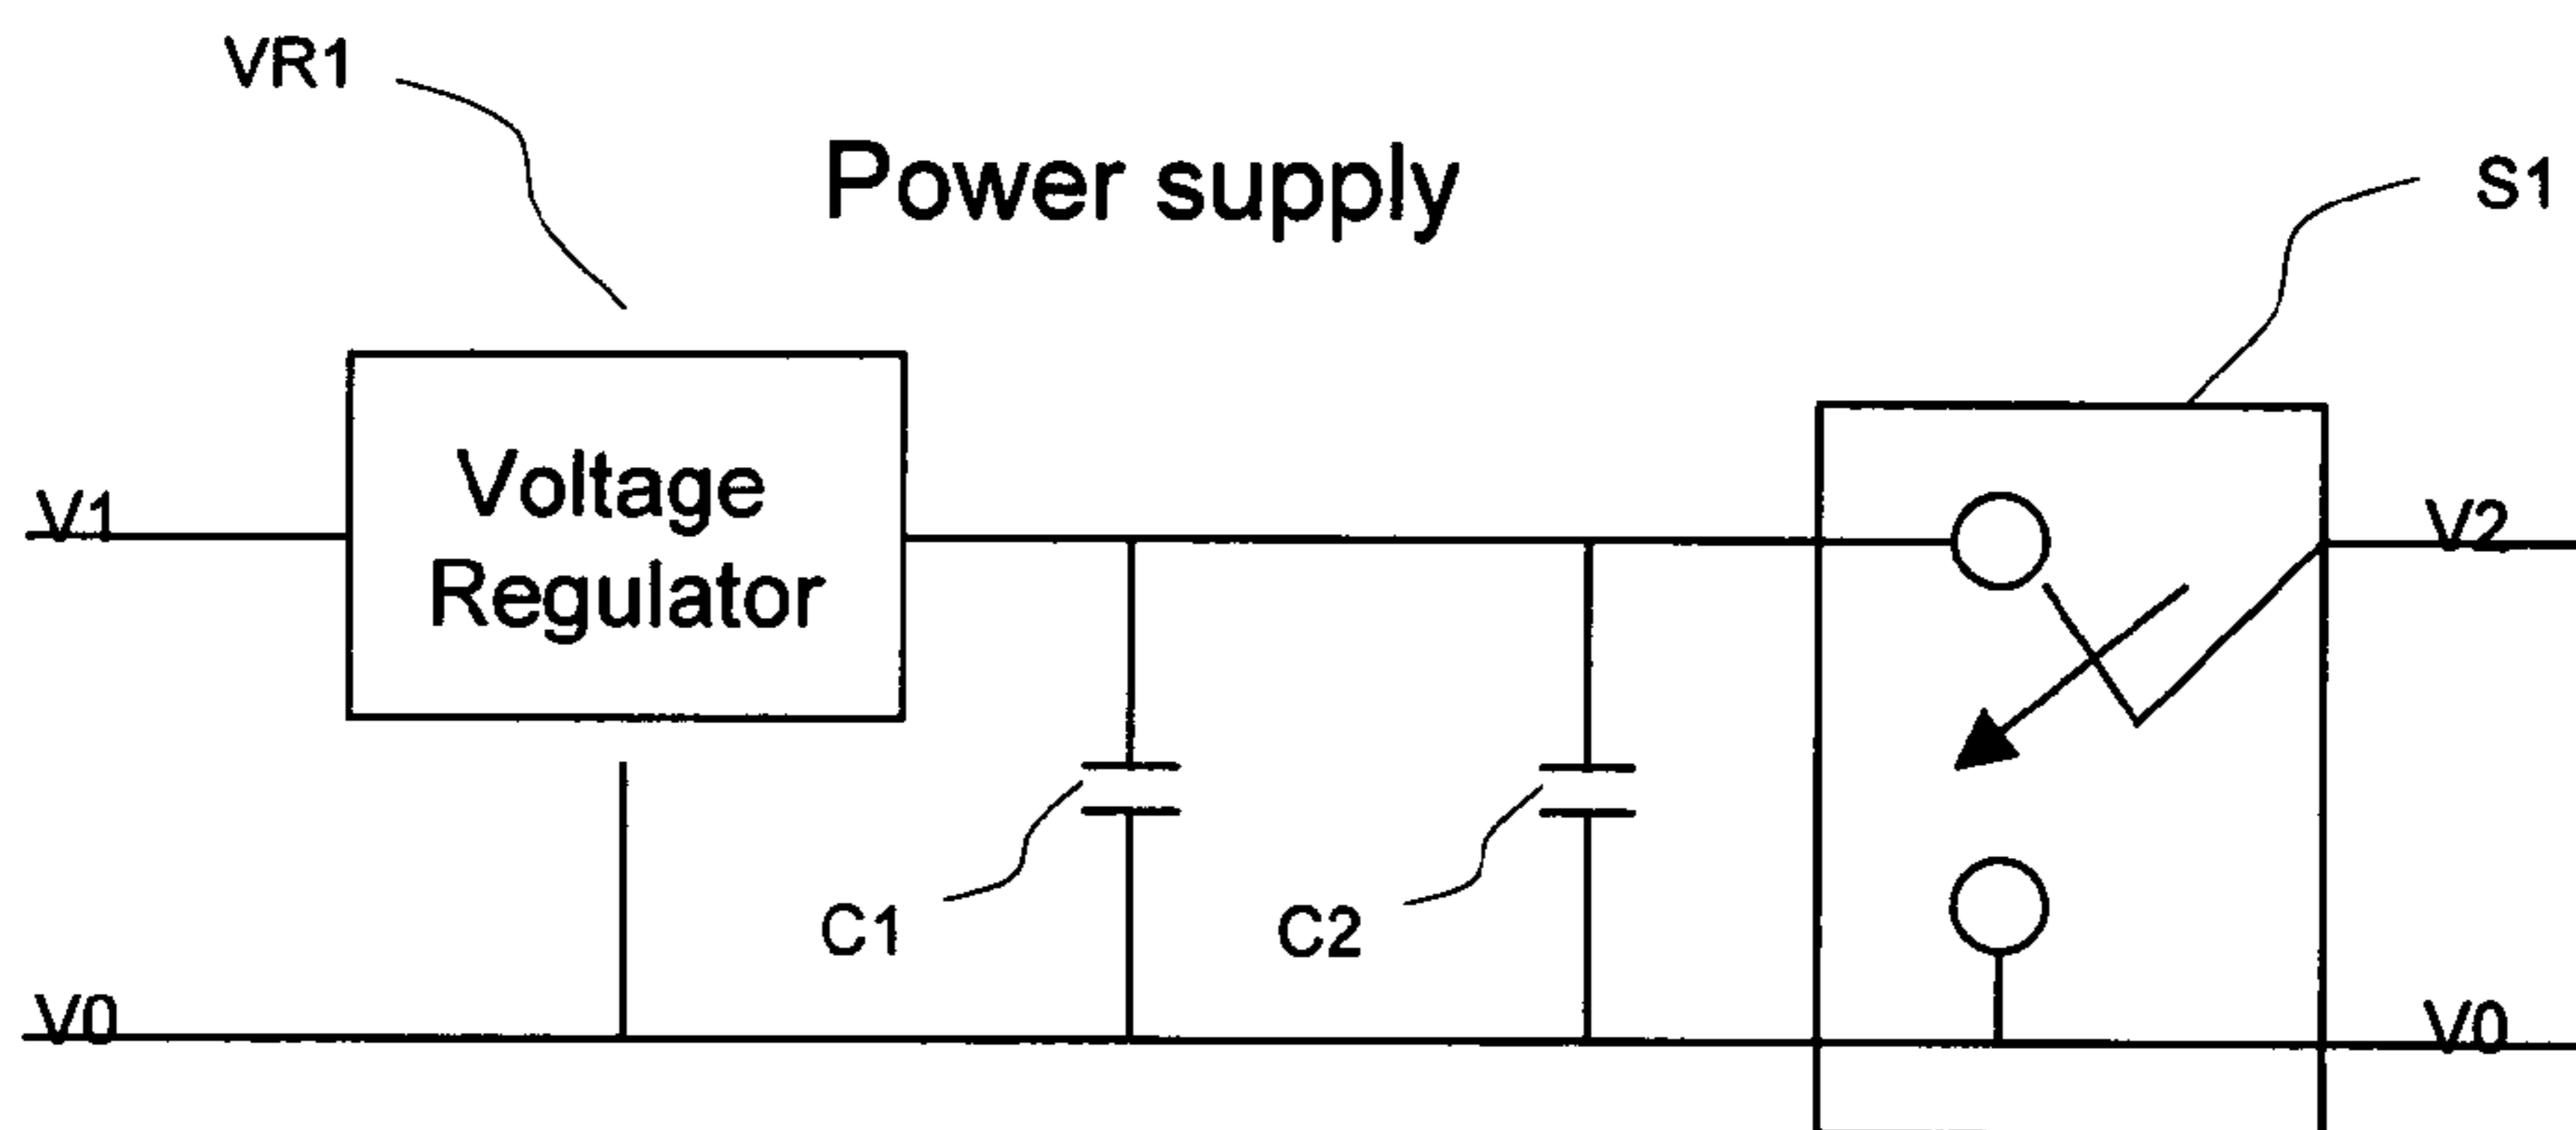 VR1
Power supply
S1
Voltage
Regulator
V1
V2
C1
C2
V0
V0